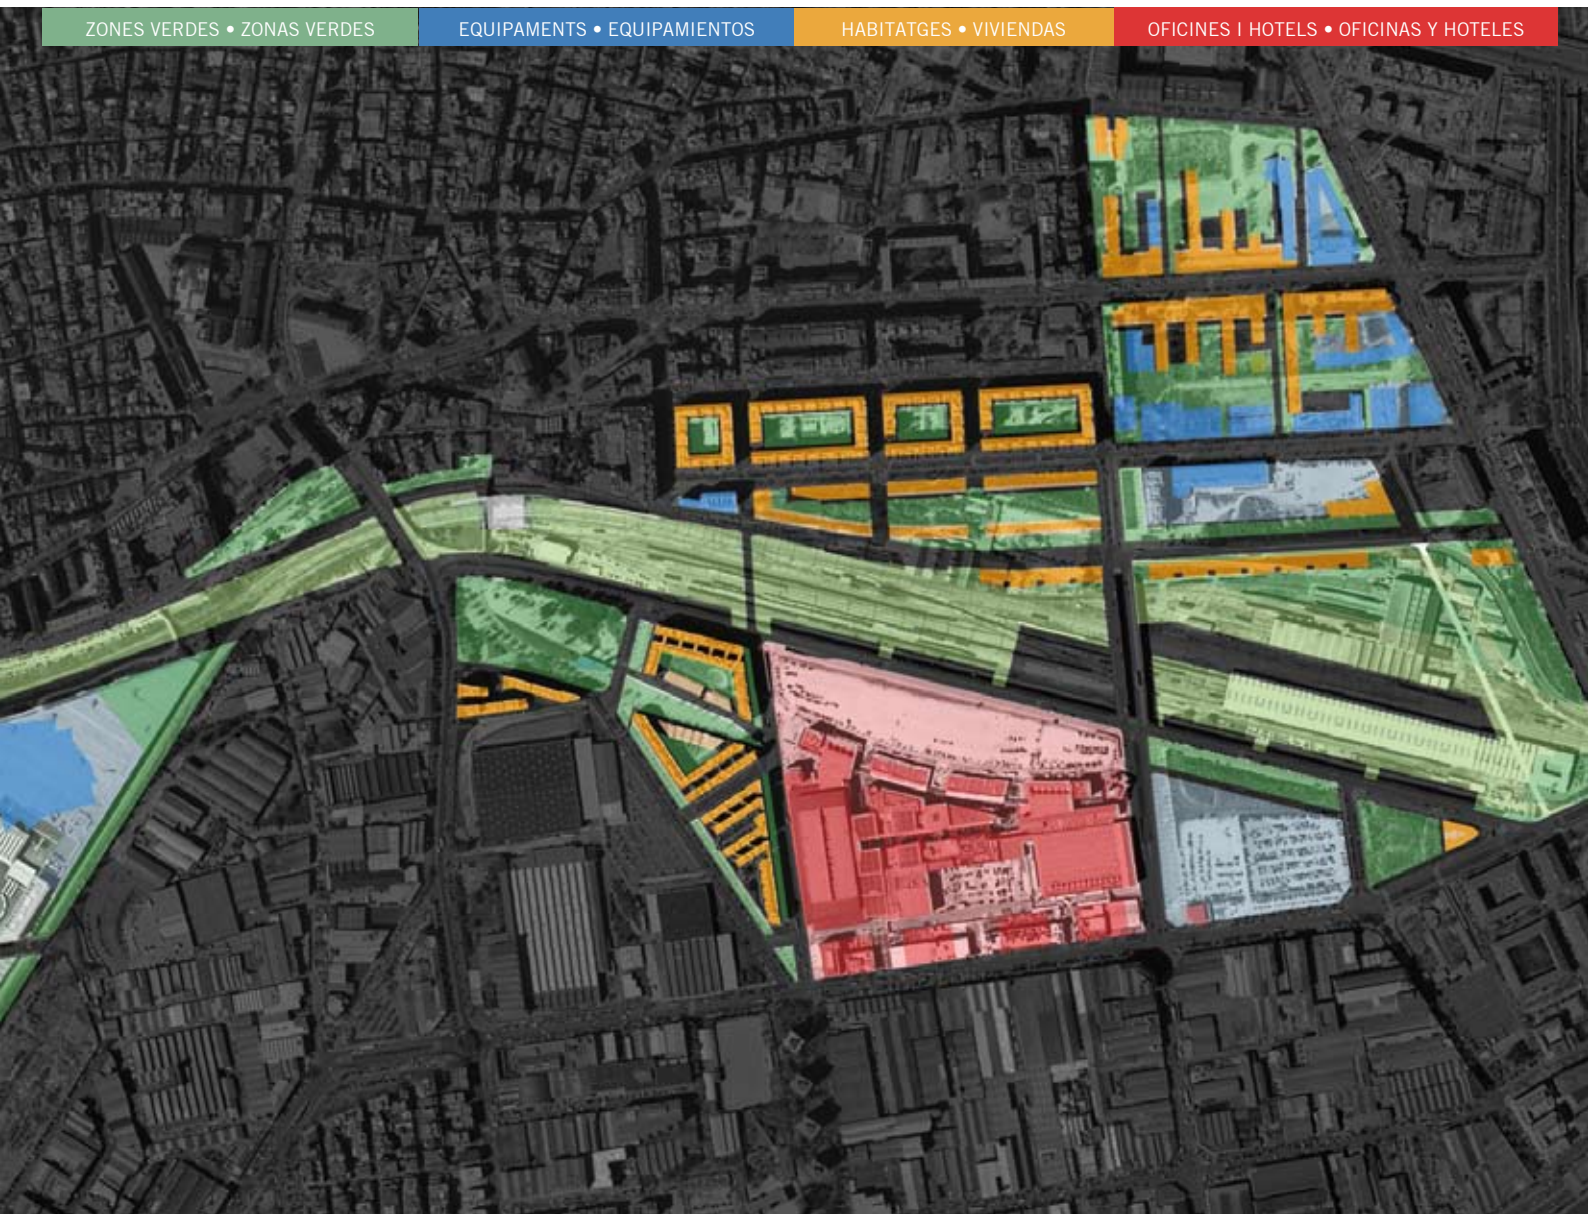 ZONES VERDES • ZONAS VERDES
EQUIPAMENTS • EQUIPAMIENTOS
HABITATGES • VIVIENDAS
OFICINES I HOTELS • OFICINAS Y HOTELES